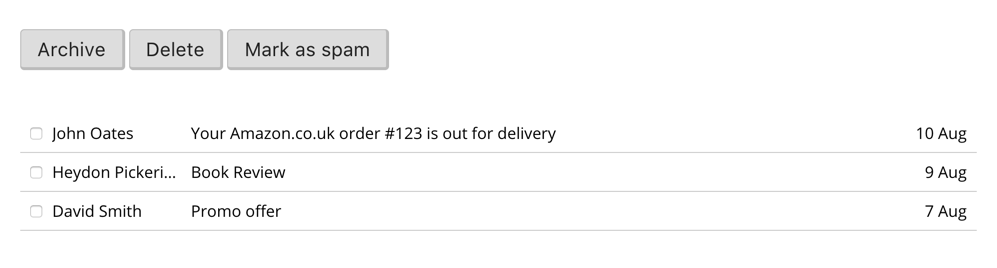 Archive Delete Mark as spam
John Oates Your Amazon.co.uk order #123 is out for delivery 10 Aug
Heydon Pickeri... Book Review 9 Aug
David Smith Promo offer 7 Aug